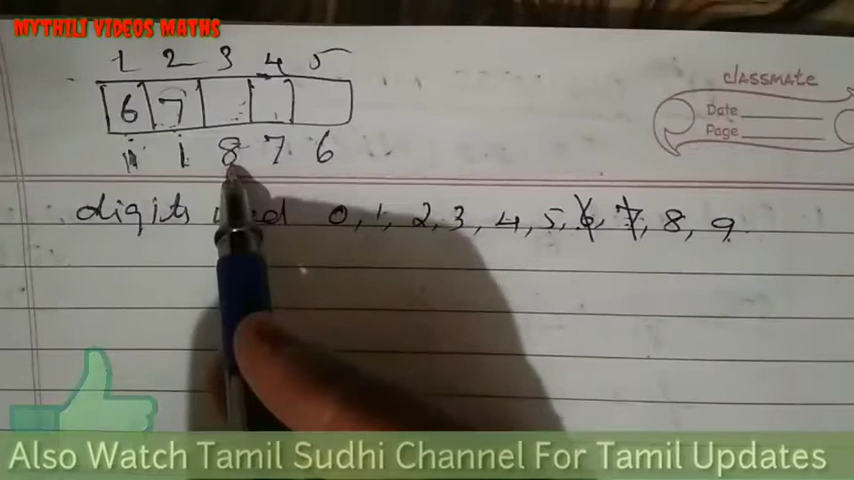 MYTHILI VIDEOS MATHS
1 2 3 4 5
classmate
Date
Page
6 7
1 1 8 7 6
digits 0, 1, 2, 3, 4, 5, 6, 7, 8, 9.
Also Watch Tamil Sudhi Channel For Tamil Updates